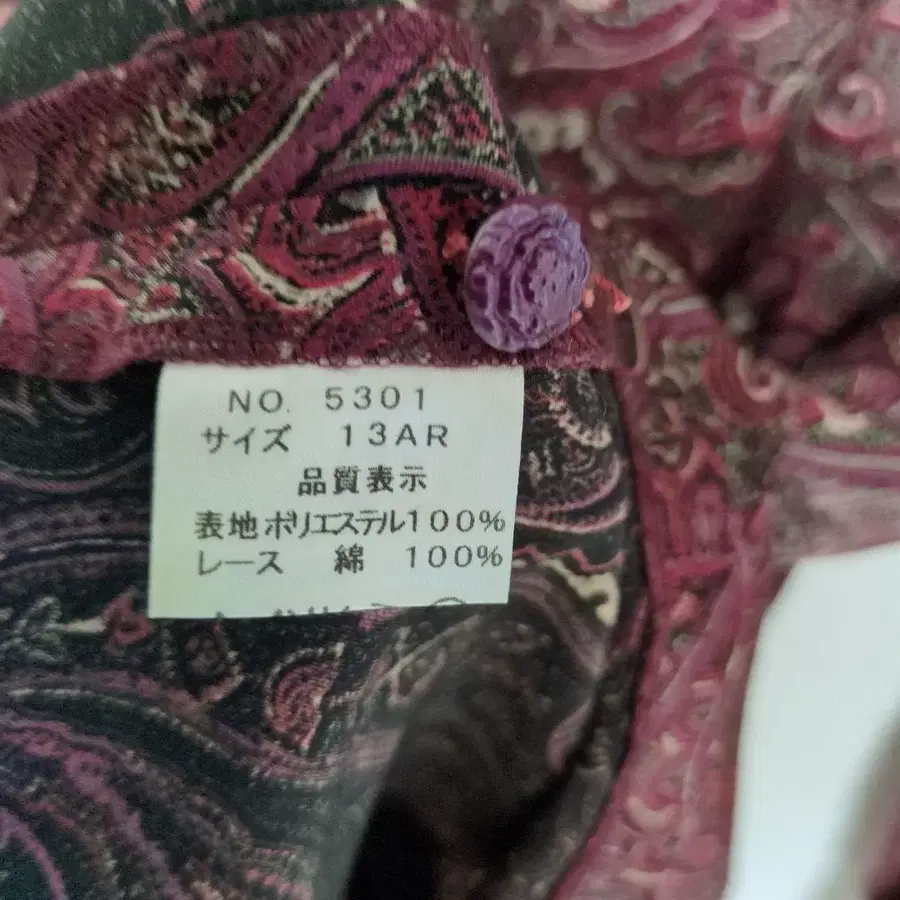 NO. 5301
サイズ 13AR
品質表示
表地 ポリエステル100%
レース 綿 100%